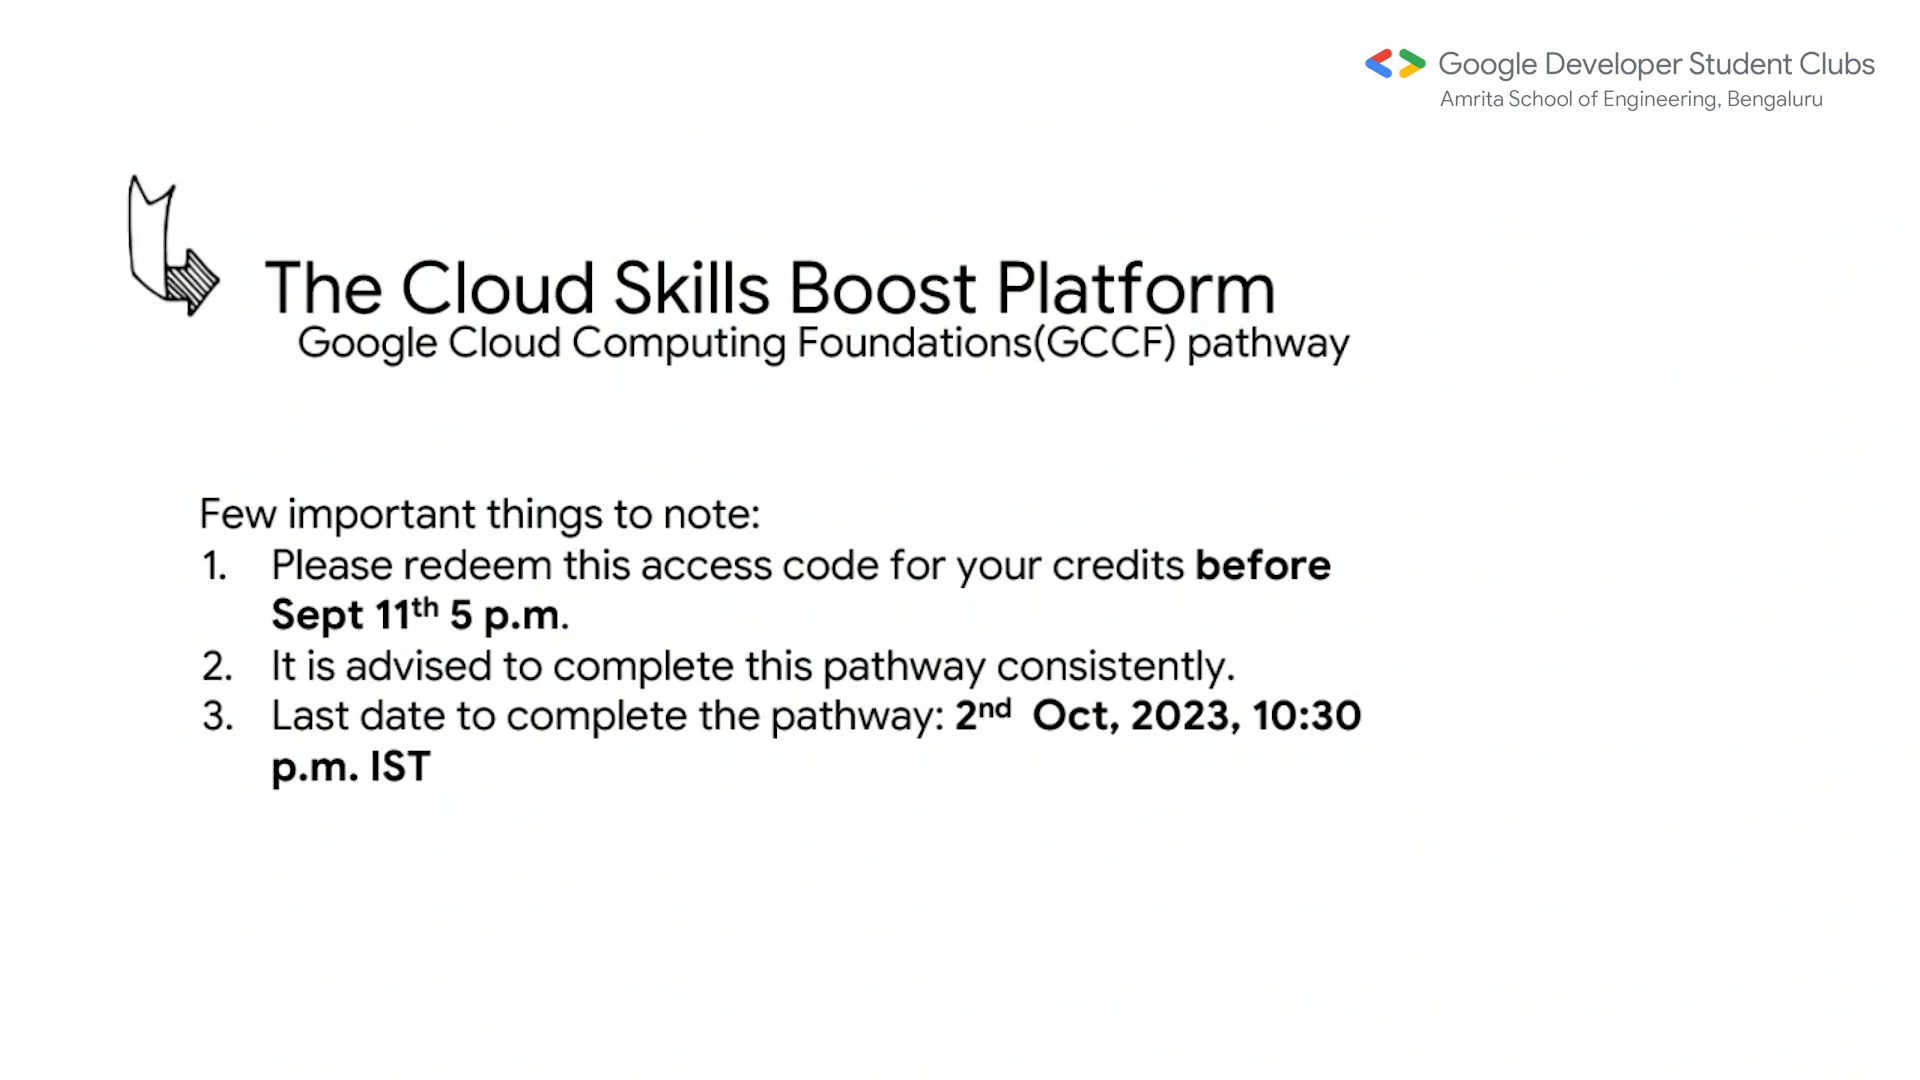 Google Developer Student Clubs
Amrita School of Engineering, Bengaluru
The Cloud Skills Boost Platform
Google Cloud Computing Foundations(GCCF) pathway
Few important things to note:
1. Please redeem this access code for your credits before
Sept 11th 5 p.m.
2. It is advised to complete this pathway consistently.
3. Last date to complete the pathway: 2nd Oct, 2023, 10:30
p.m. IST